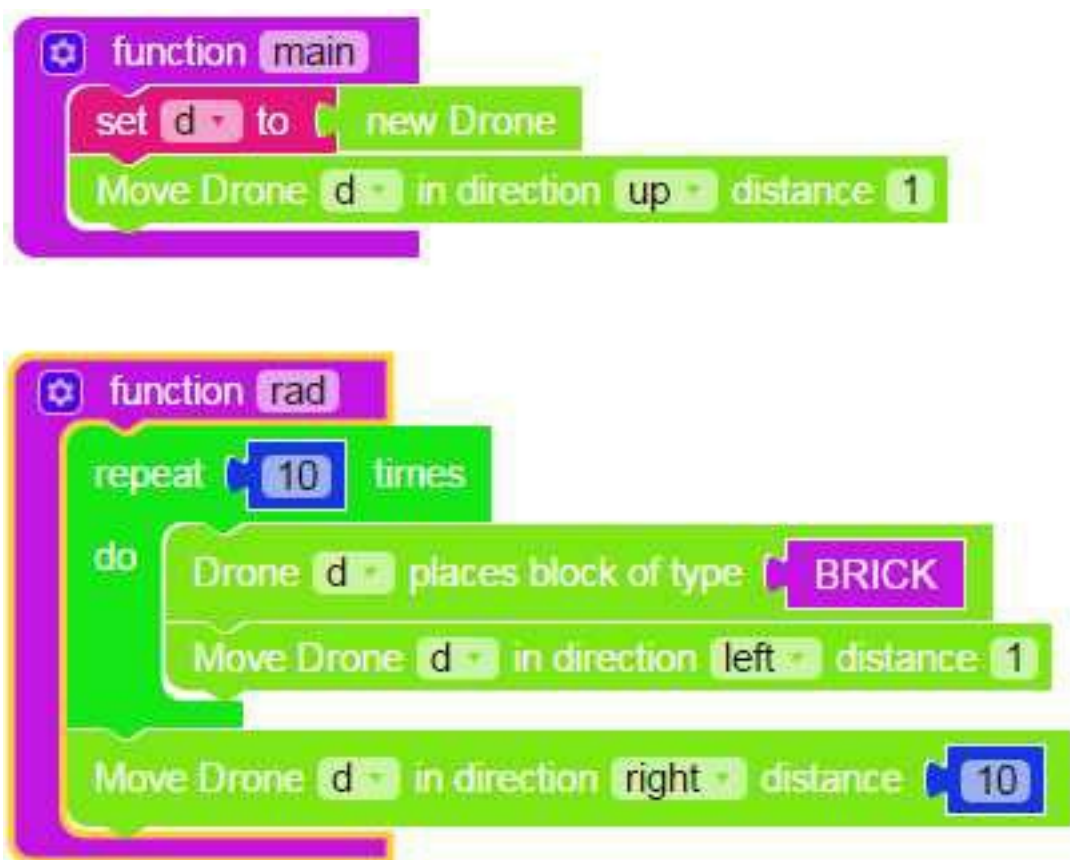 function main
set d to new Drone
Move Drone d in direction up distance 1
function rad
repeat 10 times
do
Drone d places block of type BRICK
Move Drone d in direction left distance 1
Move Drone d in direction right distance 10